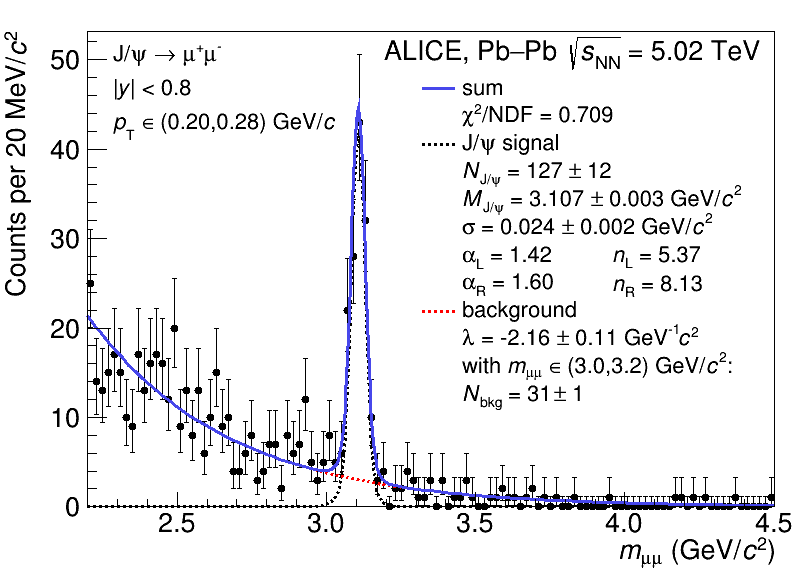 Counts per 20 MeV/c²
50
40
30
20
10
0
J/ψ → μ⁺μ⁻
|y| < 0.8
p_T ∈ (0.20,0.28) GeV/c
ALICE, Pb–Pb √s_NN = 5.02 TeV
sum
χ²/NDF = 0.709
J/ψ signal
N_J/ψ = 127 ± 12
M_J/ψ = 3.107 ± 0.003 GeV/c²
σ = 0.024 ± 0.002 GeV/c²
α_L = 1.42 n_L = 5.37
α_R = 1.60 n_R = 8.13
background
λ = -2.16 ± 0.11 GeV⁻¹c²
with m_μμ ∈ (3.0,3.2) GeV/c²:
N_bkg = 31 ± 1
2.5 3.0 3.5 4.0 4.5
m_μμ (GeV/c²)